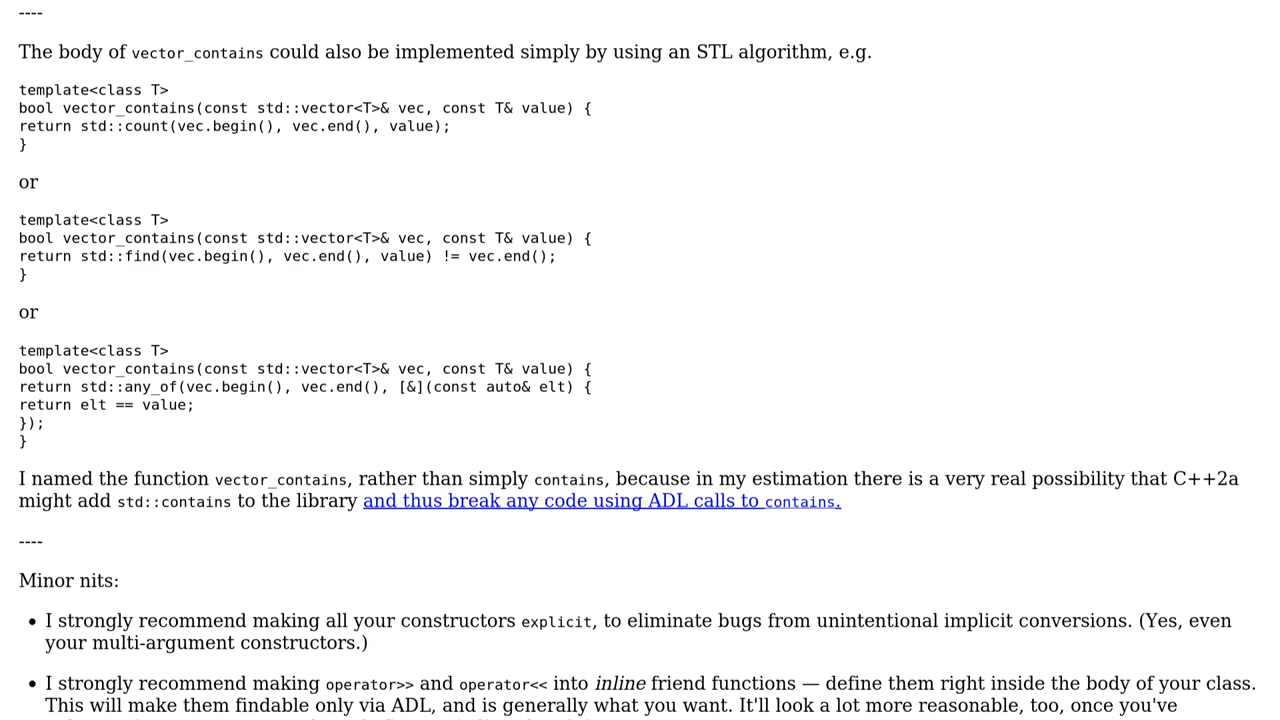 ----
The body of vector_contains could also be implemented simply by using an STL algorithm, e.g.
template<class T>
bool vector_contains(const std::vector<T>& vec, const T& value) {
return std::count(vec.begin(), vec.end(), value);
}
or
template<class T>
bool vector_contains(const std::vector<T>& vec, const T& value) {
return std::find(vec.begin(), vec.end(), value) != vec.end();
}
or
template<class T>
bool vector_contains(const std::vector<T>& vec, const T& value) {
return std::any_of(vec.begin(), vec.end(), [&](const auto& elt) {
return elt == value;
});
}
I named the function vector_contains, rather than simply contains, because in my estimation there is a very real possibility that C++2a
might add std::contains to the library and thus break any code using ADL calls to contains.
----
Minor nits:
• I strongly recommend making all your constructors explicit, to eliminate bugs from unintentional implicit conversions. (Yes, even
your multi-argument constructors.)
• I strongly recommend making operator>> and operator<< into inline friend functions — define them right inside the body of your class.
This will make them findable only via ADL, and is generally what you want. It'll look a lot more reasonable, too, once you've